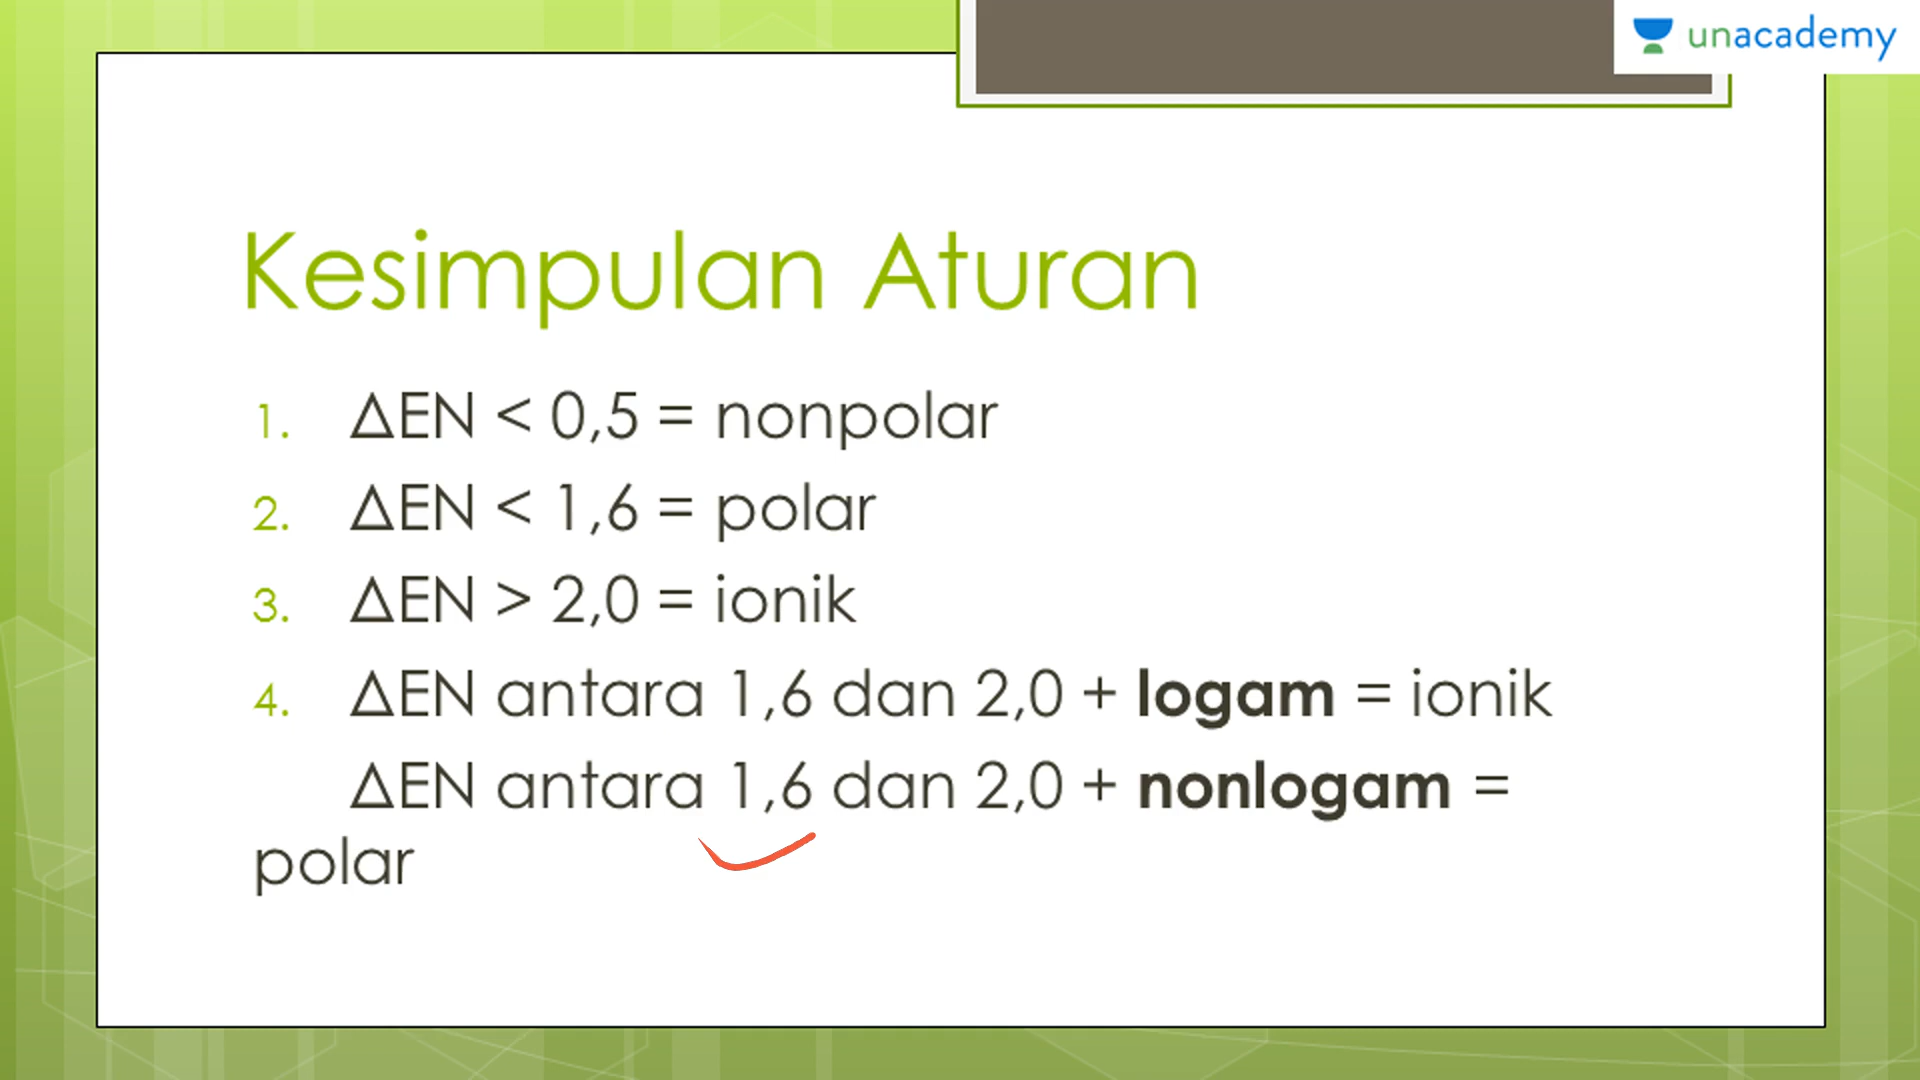 unacademy
Kesimpulan Aturan
1. ΔEN < 0,5 = nonpolar
2. ΔEN < 1,6 = polar
3. ΔEN > 2,0 = ionik
4. ΔEN antara 1,6 dan 2,0 + logam = ionik
ΔEN antara 1,6 dan 2,0 + nonlogam =
polar